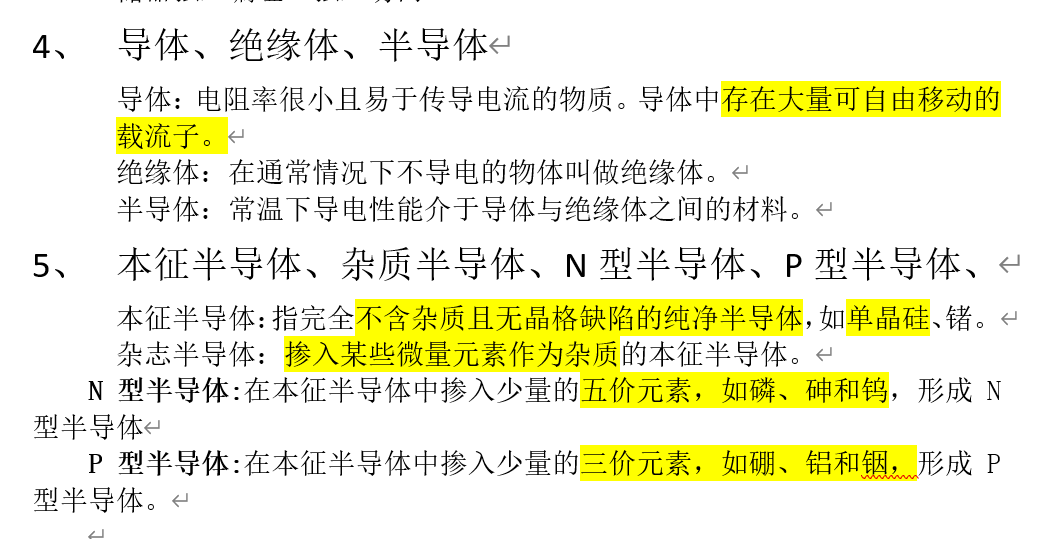 4、 导体、绝缘体、半导体↵
导体：电阻率很小且易于传导电流的物质。导体中存在大量可自由移动的
载流子。↵
绝缘体：在通常情况下不导电的物体叫做绝缘体。↵
半导体：常温下导电性能介于导体与绝缘体之间的材料。↵
5、 本征半导体、杂质半导体、N 型半导体、P 型半导体、↵
本征半导体:指完全不含杂质且无晶格缺陷的纯净半导体,如单晶硅、锗。↵
杂志半导体：掺入某些微量元素作为杂质的本征半导体。↵
N 型半导体:在本征半导体中掺入少量的五价元素，如磷、砷和钨，形成 N
型半导体↵
P 型半导体:在本征半导体中掺入少量的三价元素，如硼、铝和铟，形成 P
型半导体。↵
↵